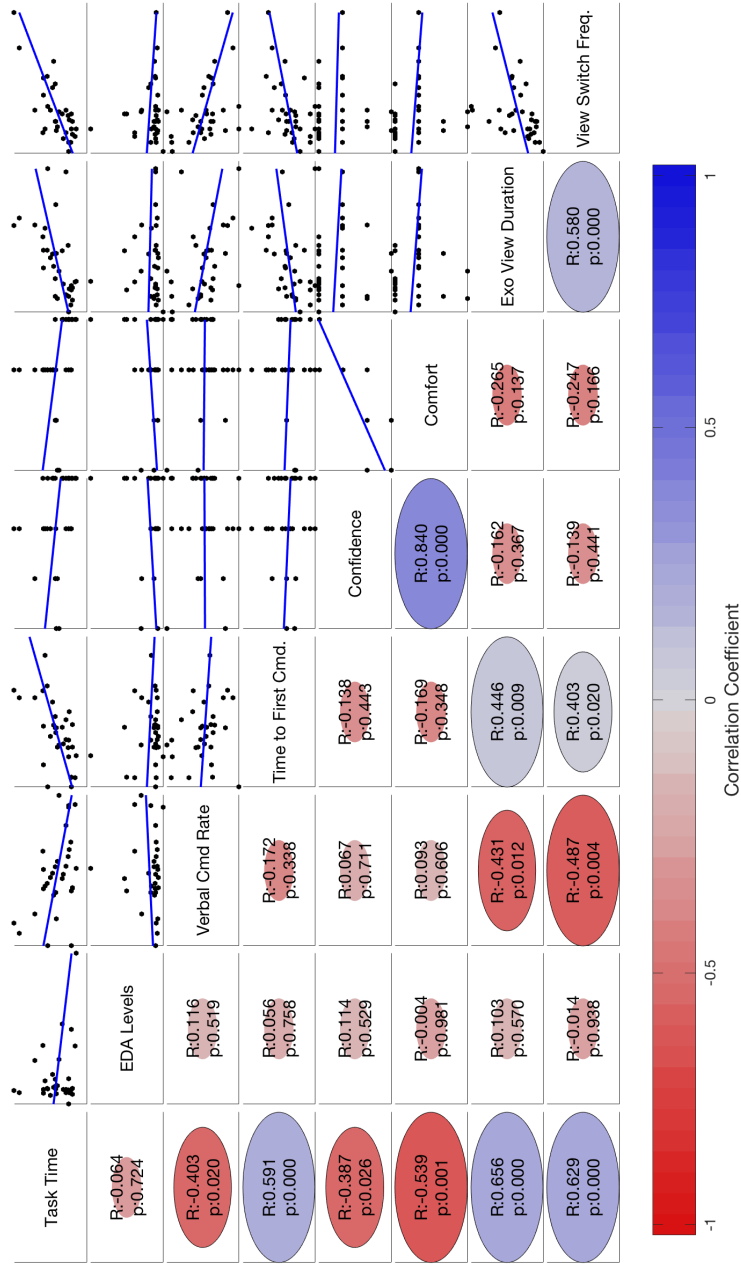 Task Time
R:-0.064
p:0.724
EDA Levels
R:-0.403
p:0.020
R:0.116
p:0.519
Verbal Cmd Rate
R:0.591
p:0.000
R:0.056
p:0.758
R:-0.172
p:0.338
Time to First Cmd.
R:-0.387
p:0.026
R:0.114
p:0.529
R:0.067
p:0.711
R:-0.138
p:0.443
Confidence
R:-0.539
p:0.001
R:-0.004
p:0.981
R:0.093
p:0.606
R:-0.169
p:0.348
R:0.840
p:0.000
Comfort
R:0.656
p:0.000
R:0.103
p:0.570
R:-0.431
p:0.012
R:0.446
p:0.009
R:-0.162
p:0.367
R:-0.265
p:0.137
Exo View Duration
R:0.629
p:0.000
R:-0.014
p:0.938
R:-0.487
p:0.004
R:0.403
p:0.020
R:-0.139
p:0.441
R:-0.247
p:0.166
R:0.580
p:0.000
View Switch Freq.
-1
-0.5
0
0.5
1
Correlation Coefficient